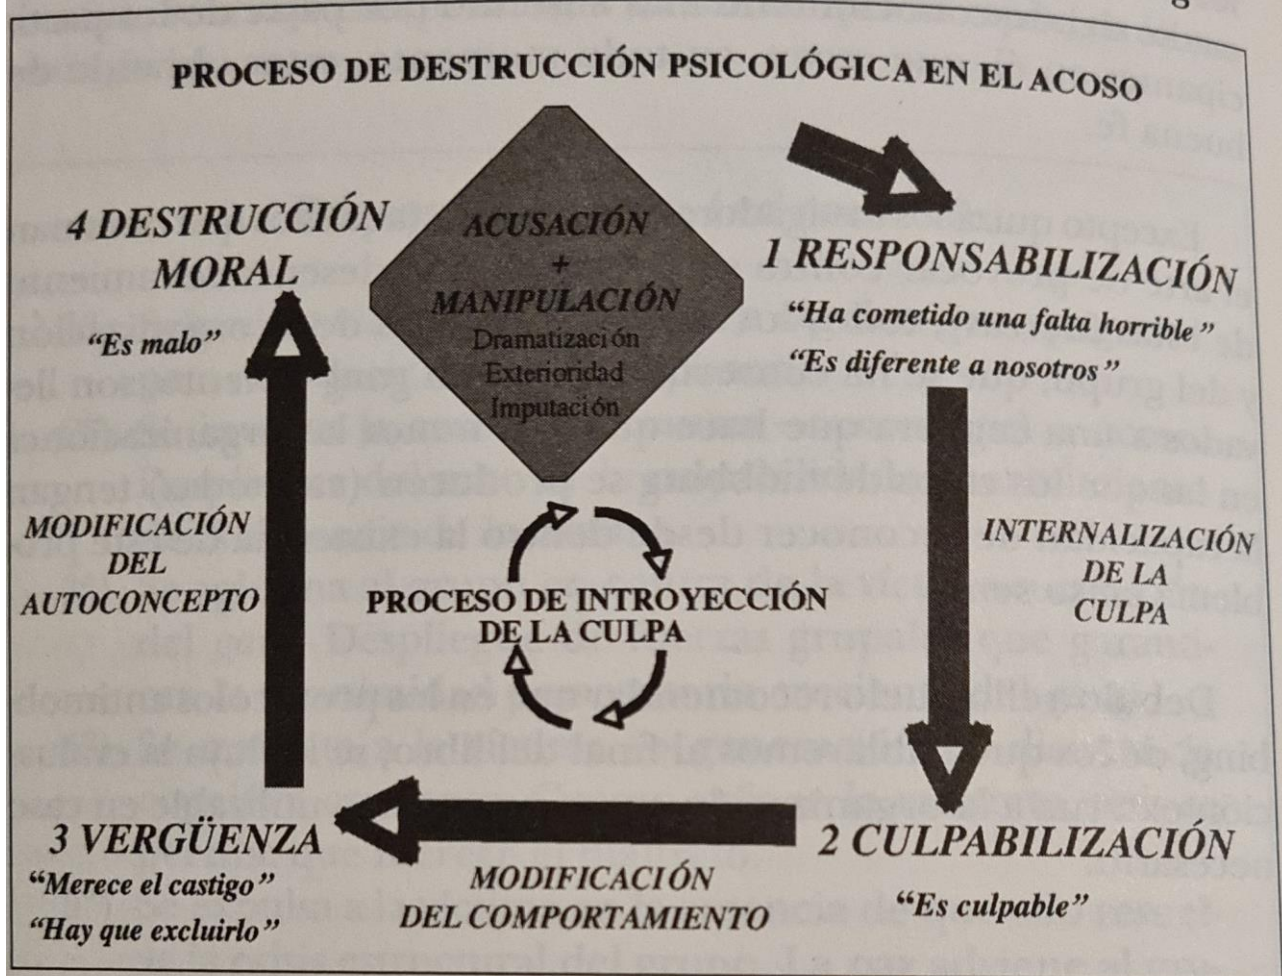 PROCESO DE DESTRUCCIÓN PSICOLÓGICA EN EL ACOSO
ACUSACIÓN
+
MANIPULACIÓN
Dramatización
Exterioridad
Imputación
1 RESPONSABILIZACIÓN
“Ha cometido una falta horrible”
“Es diferente a nosotros”
INTERNALIZACIÓN
DE LA
CULPA
2 CULPABILIZACIÓN
“Es culpable”
MODIFICACIÓN
DEL COMPORTAMIENTO
3 VERGÜENZA
“Merece el castigo”
“Hay que excluirlo”
MODIFICACIÓN
DEL
AUTOCONCEPTO
4 DESTRUCCIÓN
MORAL
“Es malo”
PROCESO DE INTROYECCIÓN
DE LA CULPA